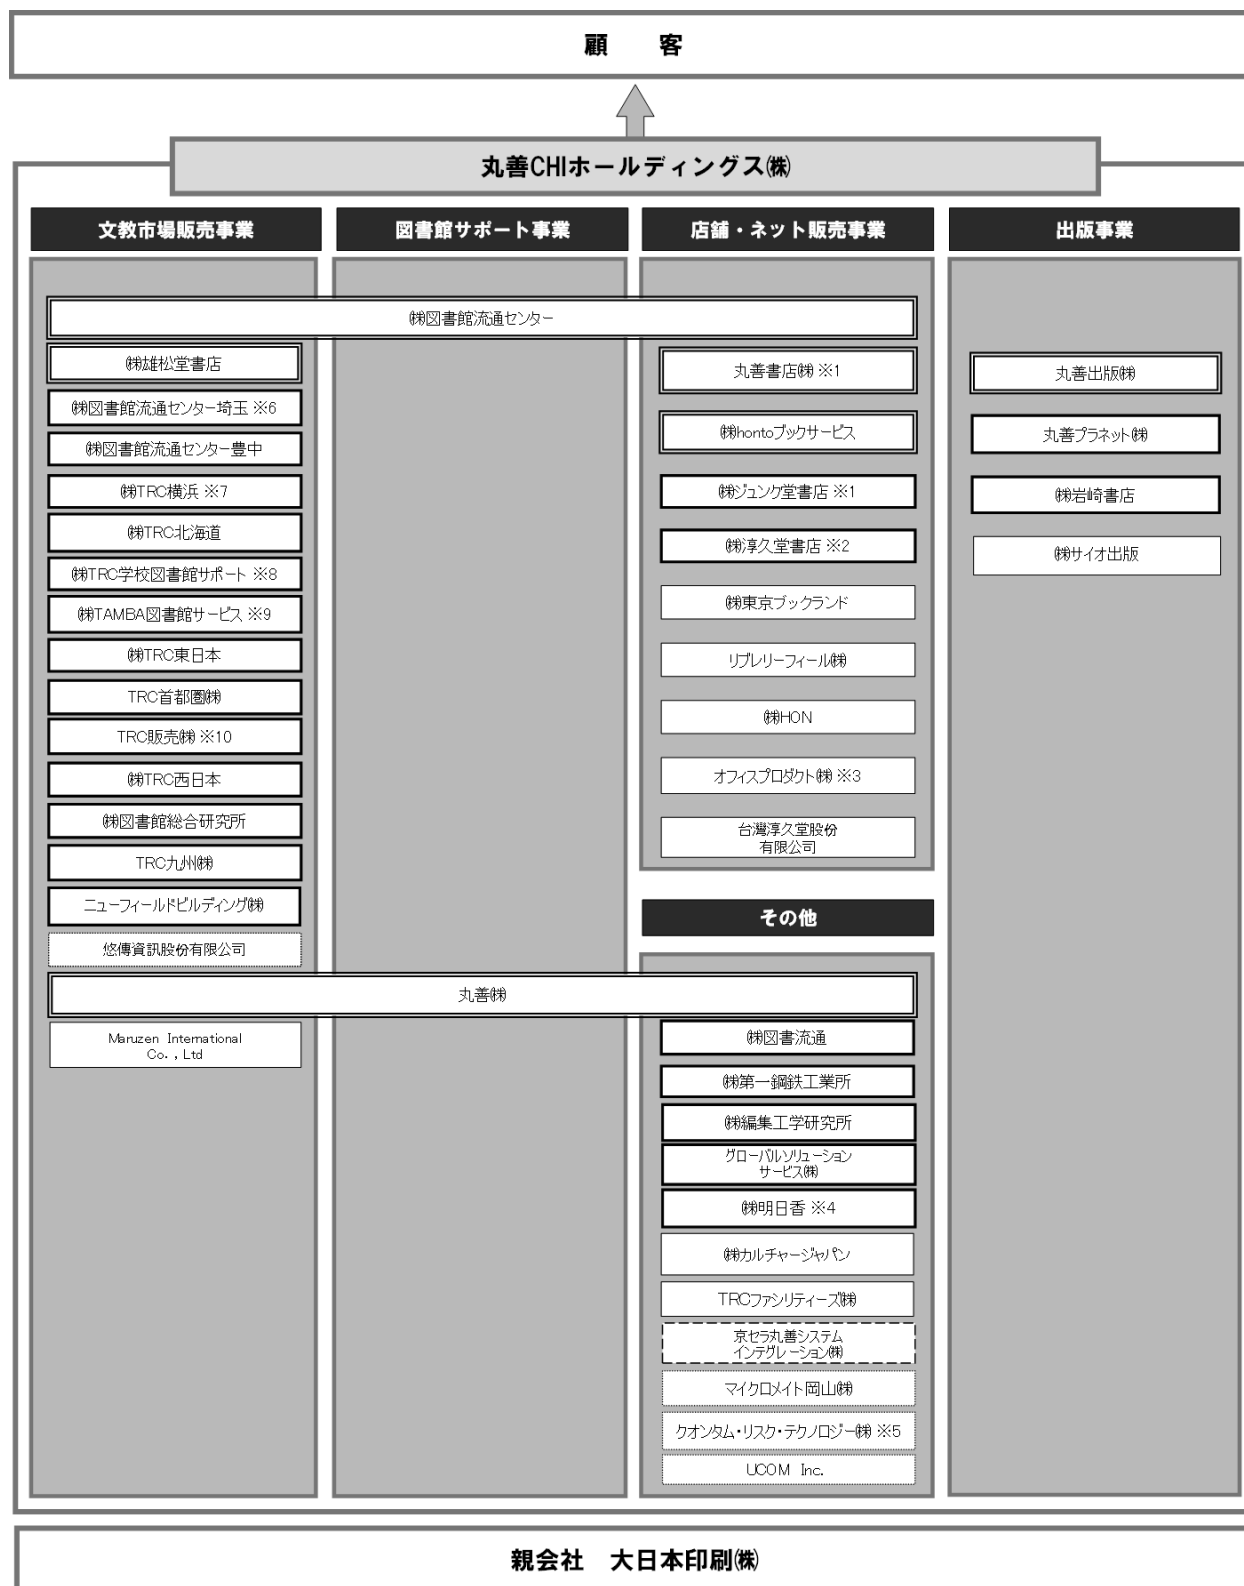 顧　客
丸善CHIホールディングス㈱
文教市場販売事業
図書館サポート事業
店舗・ネット販売事業
出版事業
㈱図書館流通センター
㈱雄松堂書店
㈱図書館流通センター埼玉 ※6
㈱図書館流通センター豊中
㈱TRC横浜 ※7
㈱TRC北海道
㈱TRC学校図書館サポート ※8
㈱TAMBA図書館サービス ※9
㈱TRC東日本
TRC首都圏㈱
TRC販売㈱ ※10
㈱TRC西日本
㈱図書館総合研究所
TRC九州㈱
ニューフィールドビルディング㈱
悠傳資訊股份有限公司
丸善㈱
Maruzen International
Co. , Ltd
丸善書店㈱ ※1
㈱hontoブックサービス
㈱ジュンク堂書店 ※1
㈱淳久堂書店 ※2
㈱東京ブックランド
リブレリーフィール㈱
㈱HON
オフィスプロダクト㈱ ※3
台灣淳久堂股份
有限公司
その他
㈱図書流通
㈱第一鋼鉄工業所
㈱編集工学研究所
グローバルソリューション
サービス㈱
㈱明日香 ※4
㈱カルチャージャパン
TRCファシリティーズ㈱
京セラ丸善システム
インテグレーション㈱
マイクロメイト岡山㈱
クオンタム・リスク・テクノロジー㈱ ※5
UCOM Inc.
丸善出版㈱
丸善プラネット㈱
㈱岩崎書店
㈱サイオ出版
親会社　大日本印刷㈱